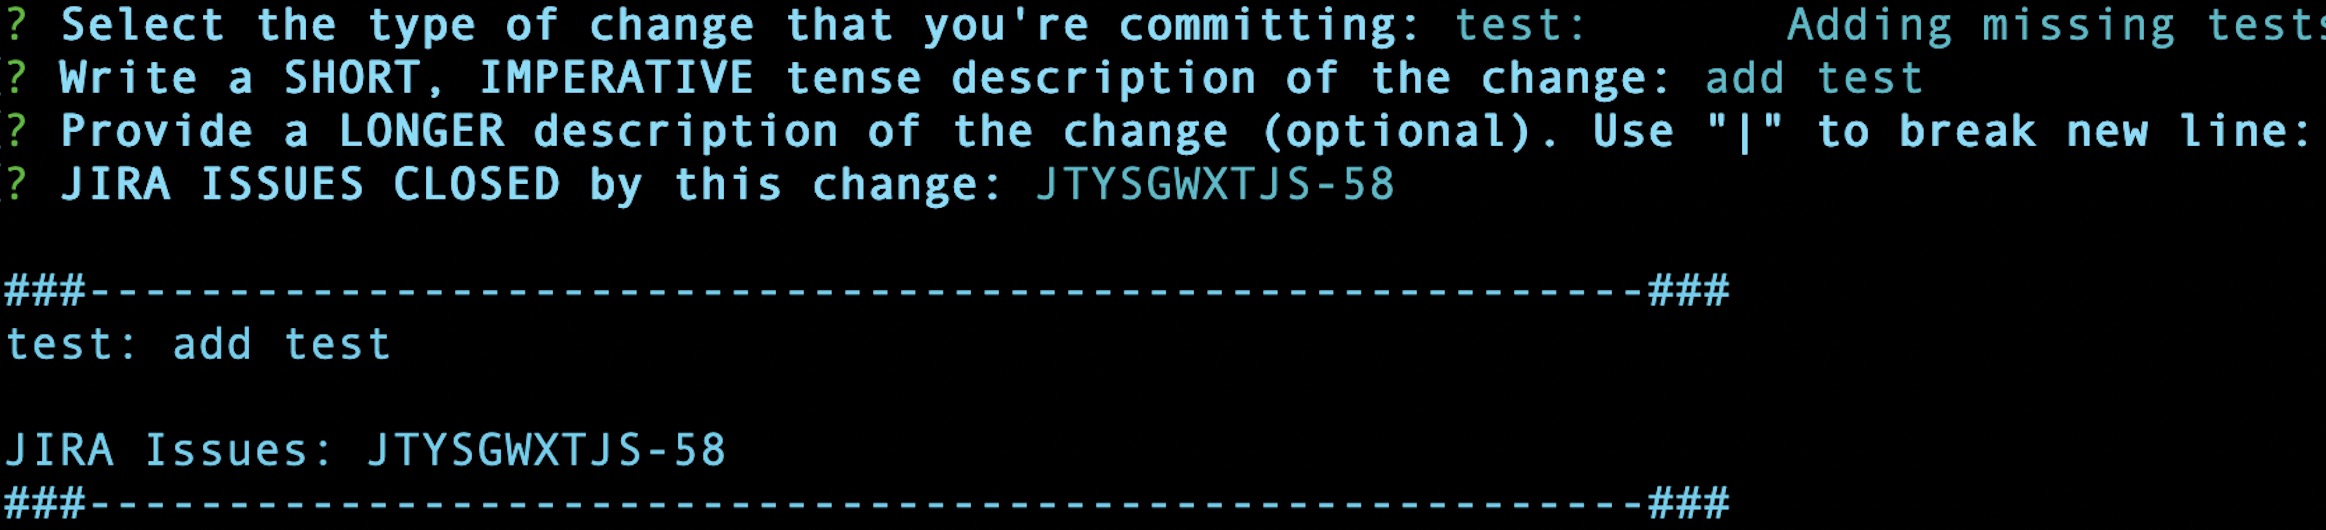 ? Select the type of change that you're committing: test:       Adding missing tests
? Write a SHORT, IMPERATIVE tense description of the change: add test
? Provide a LONGER description of the change (optional). Use "|" to break new line:
? JIRA ISSUES CLOSED by this change: JTYSGWXTJS-58
###--------------------------------------------------------###
test: add test
JIRA Issues: JTYSGWXTJS-58
###--------------------------------------------------------###